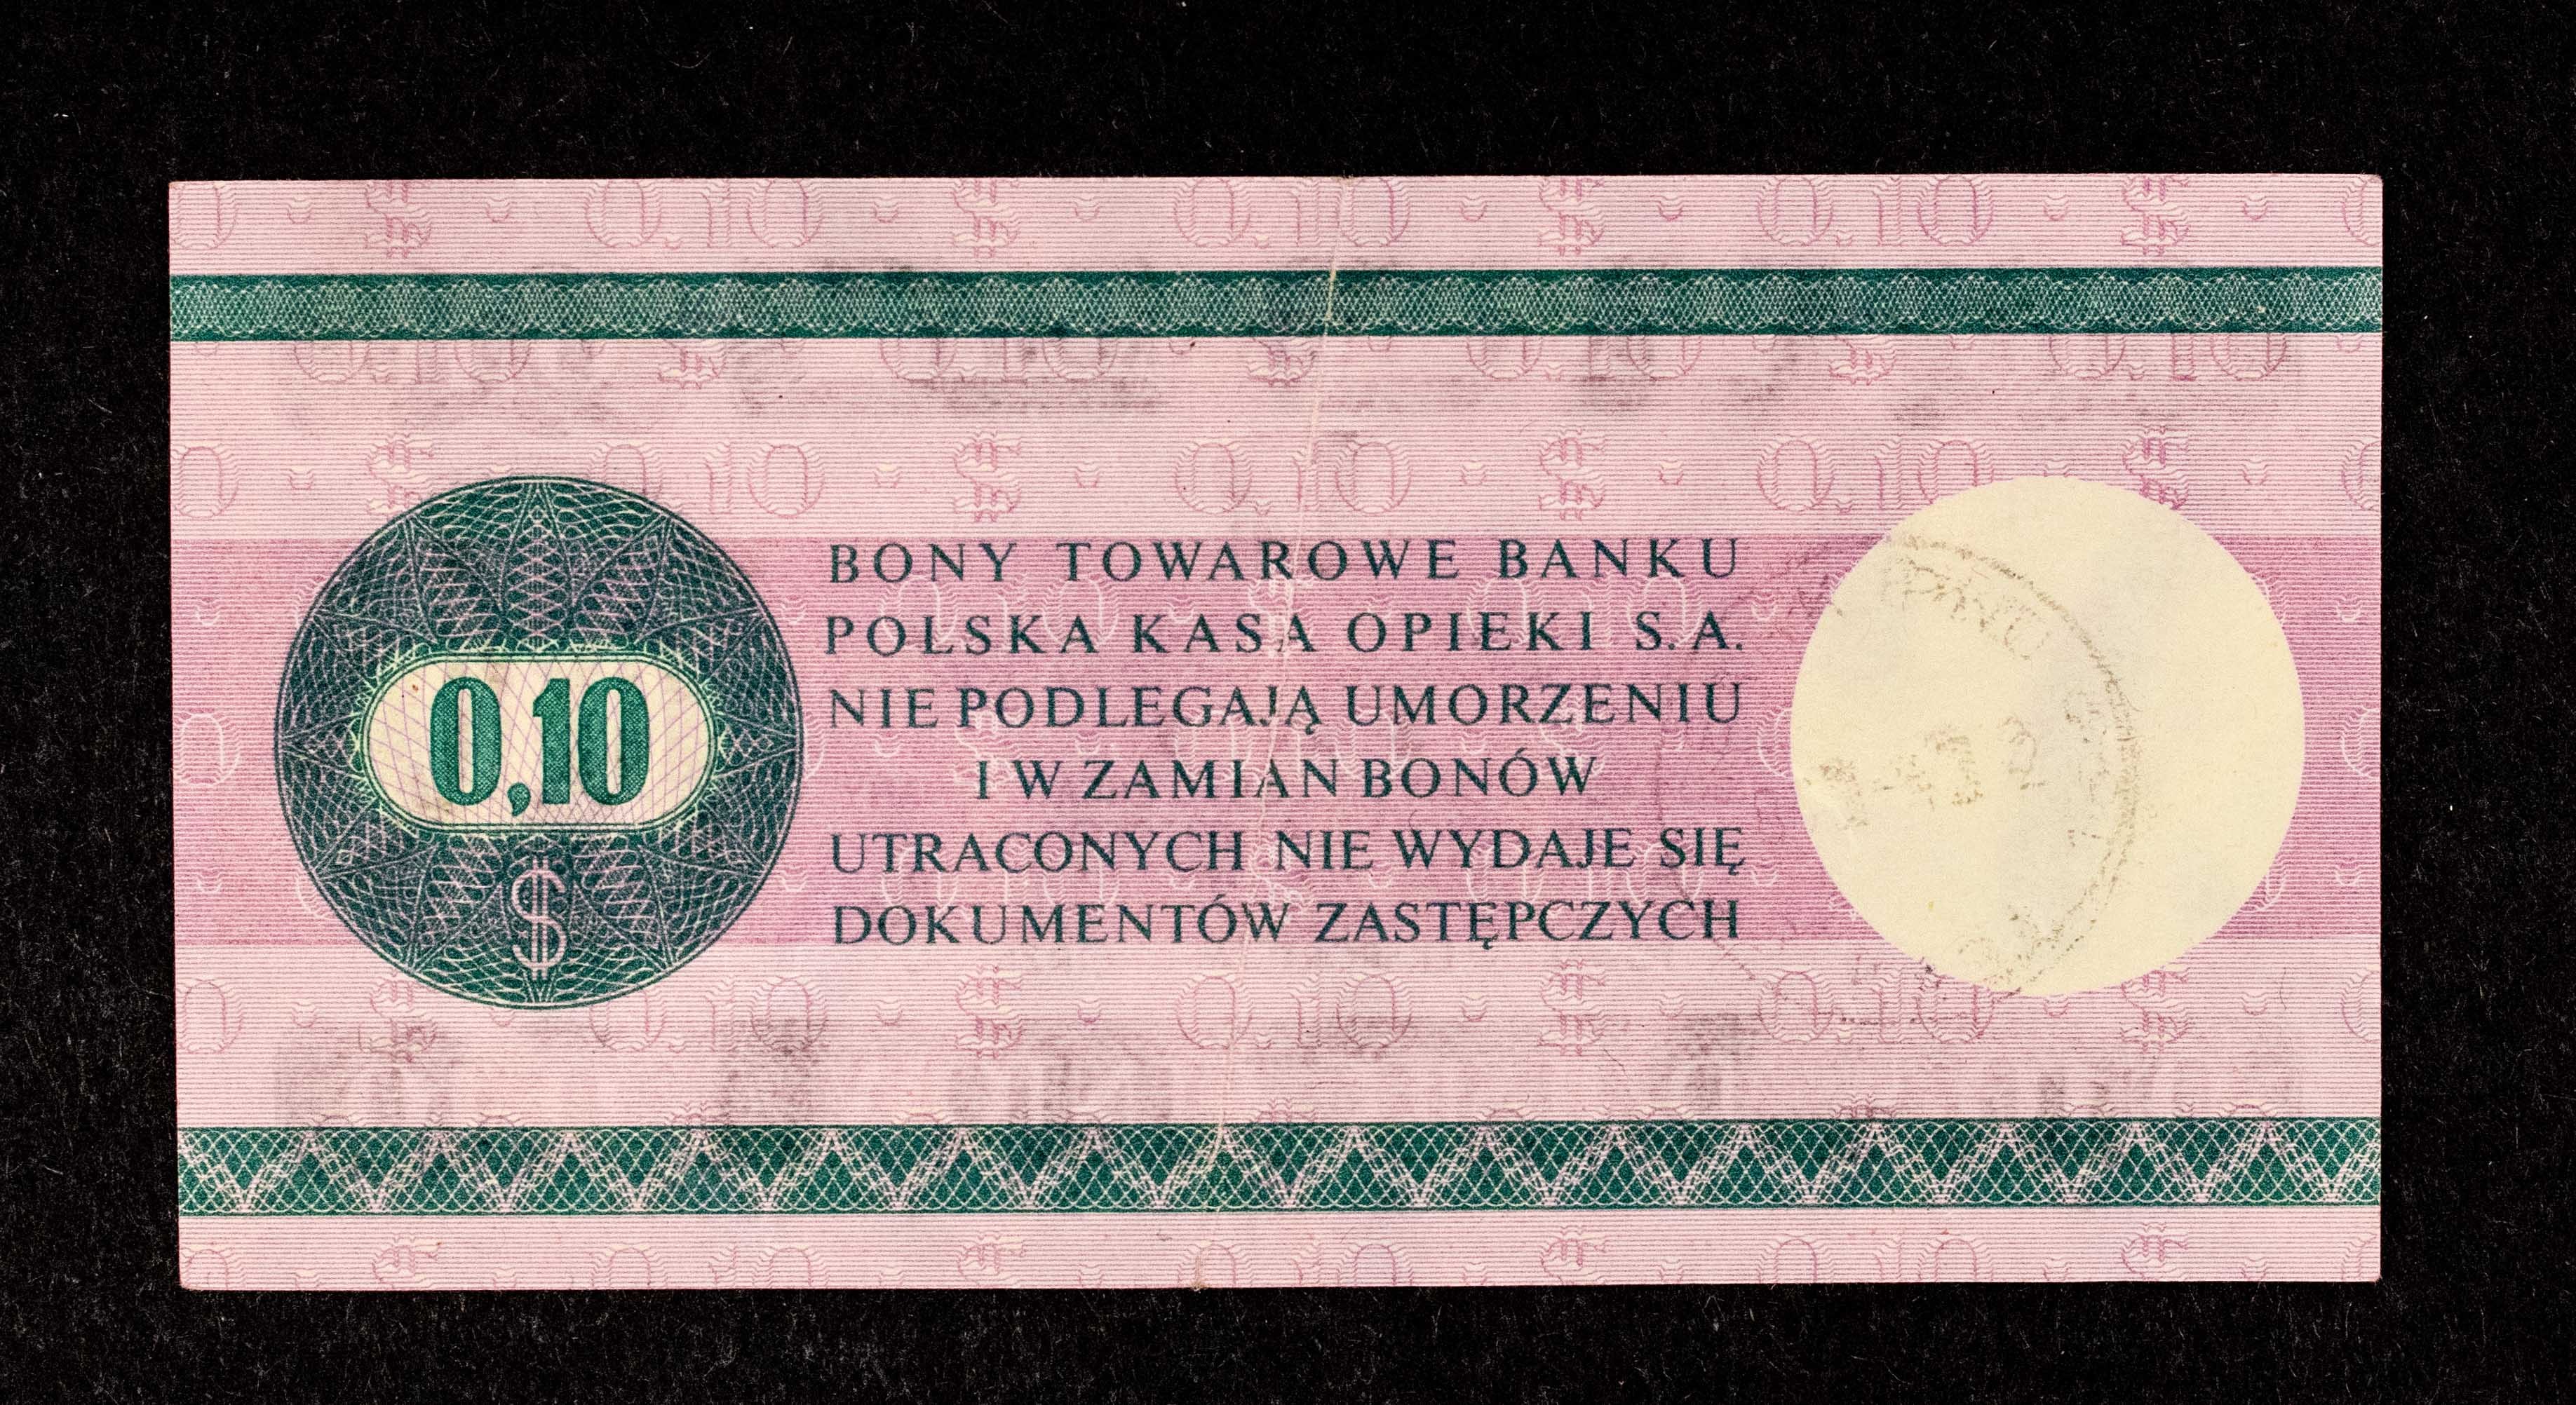 BONY TOWAROWE BANKU
POLSKA KASA OPIEKI S.A.
NIE PODLEGAJĄ UMORZENIU
I W ZAMIAN BONÓW
UTRACONYCH NIE WYDAJE SIĘ
DOKUMENTÓW ZASTĘPCZYCH
0,10
$